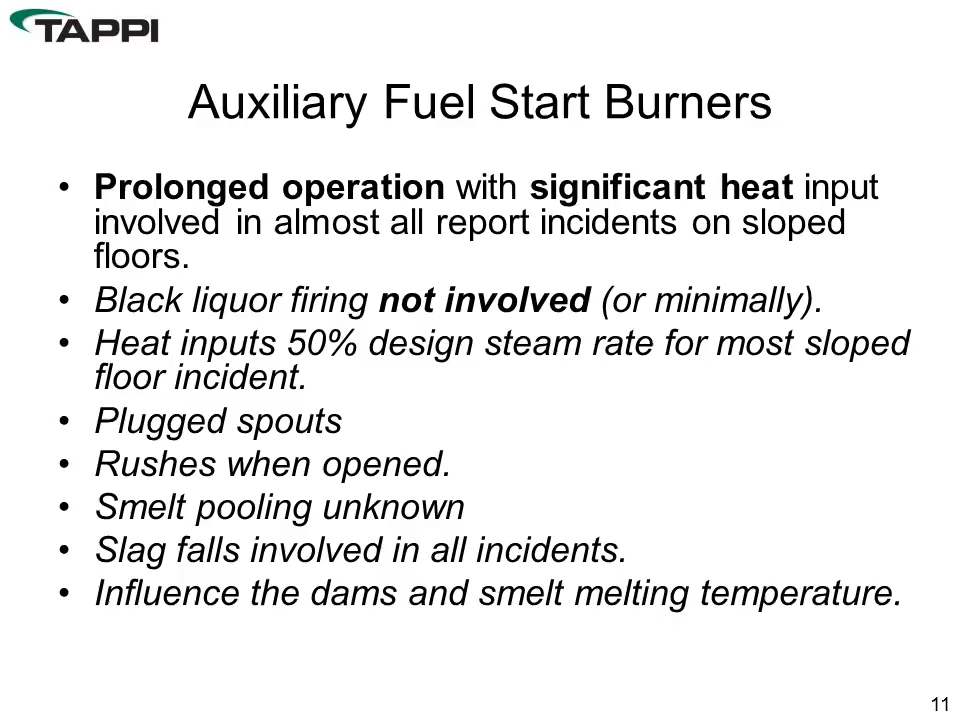 TAPPI
Auxiliary Fuel Start Burners
• Prolonged operation with significant heat input
involved in almost all report incidents on sloped
floors.
• Black liquor firing not involved (or minimally).
• Heat inputs 50% design steam rate for most sloped
floor incident.
• Plugged spouts
• Rushes when opened.
• Smelt pooling unknown
• Slag falls involved in all incidents.
• Influence the dams and smelt melting temperature.
11